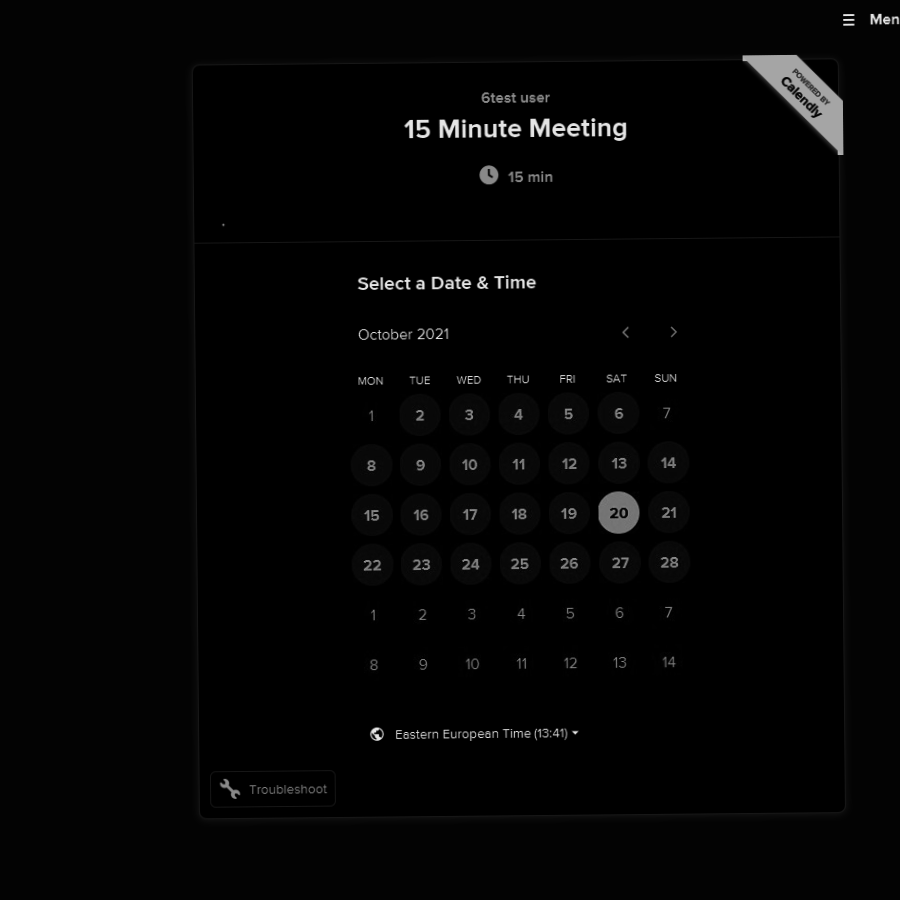 ☰ Men
POWERED BY
Calendly
6test user
15 Minute Meeting
15 min
Select a Date & Time
October 2021
MON TUE WED THU FRI SAT SUN
1 2 3 4 5 6 7
8 9 10 11 12 13 14
15 16 17 18 19 20 21
22 23 24 25 26 27 28
1 2 3 4 5 6 7
8 9 10 11 12 13 14
Eastern European Time (13:41)
Troubleshoot